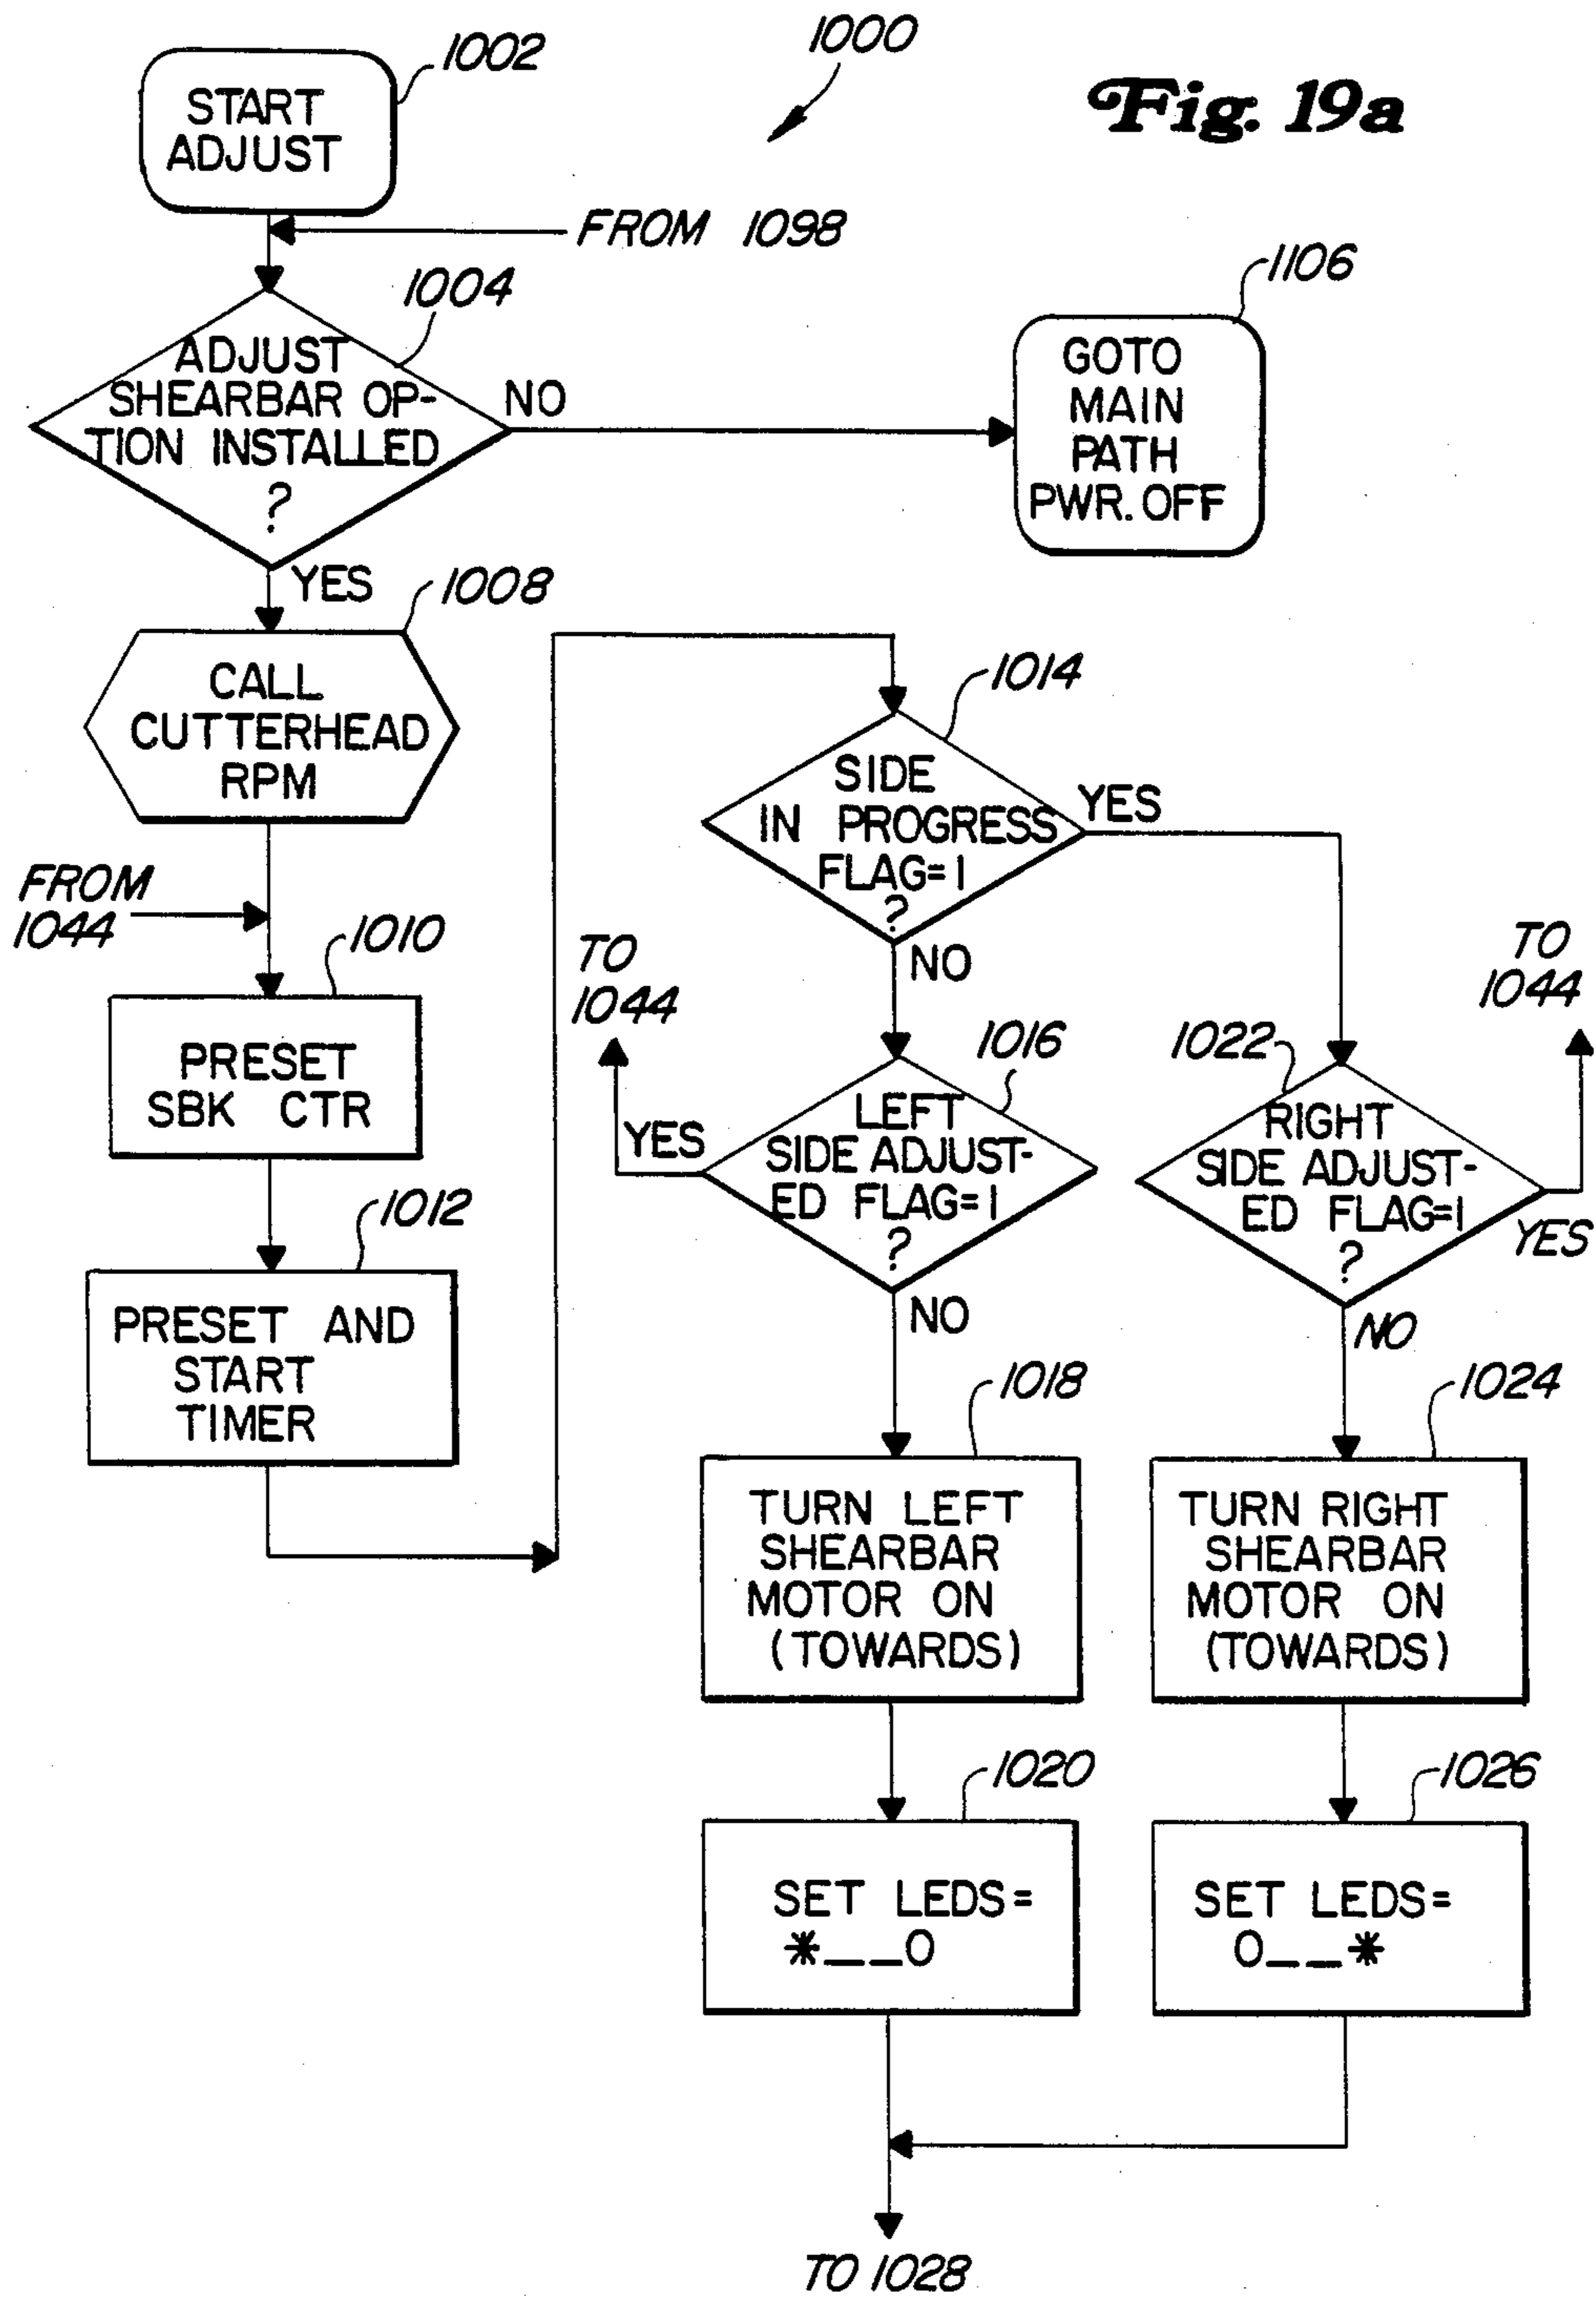 1000
Fig. 19a
1002
START
ADJUST
FROM 1098
1004
ADJUST
SHEARBAR OP-
TION INSTALLED
?
NO
1106
GOTO
MAIN
PATH
PWR. OFF
YES
1008
CALL
CUTTERHEAD
RPM
FROM
1044
1010
PRESET
SBK CTR
1012
PRESET AND
START
TIMER
1014
SIDE
IN PROGRESS
FLAG=1
?
YES
NO
TO
1044
1016
LEFT
SIDE ADJUST-
ED FLAG=1
?
YES
NO
1022
RIGHT
SIDE ADJUST-
ED FLAG=1
?
TO
1044
YES
NO
1018
TURN LEFT
SHEARBAR
MOTOR ON
(TOWARDS)
1024
TURN RIGHT
SHEARBAR
MOTOR ON
(TOWARDS)
1020
SET LEDS=
*__O
1026
SET LEDS=
O__*
TO 1028